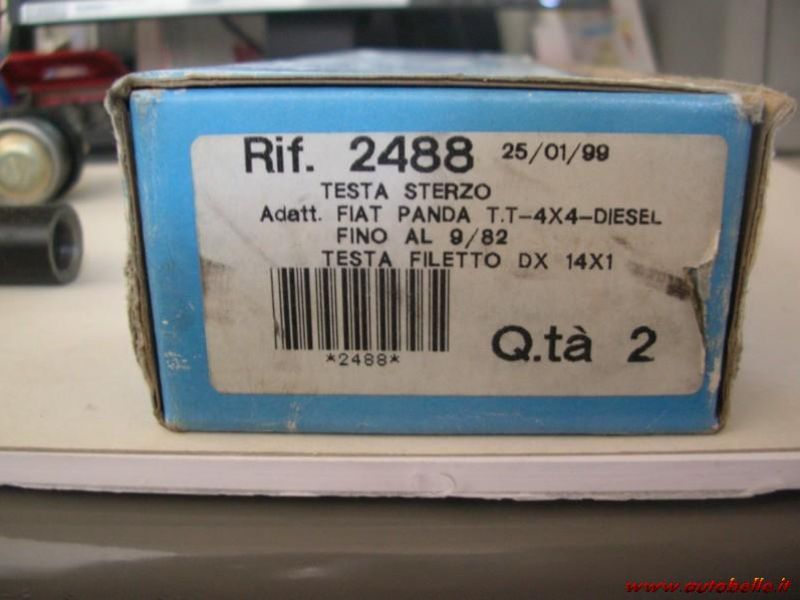 Rif. 2488 25/01/99
TESTA STERZO
Adatt. FIAT PANDA T.T-4X4-DIESEL
FINO AL 9/82
TESTA FILETTO DX 14X1
*2488*
Q.tà 2
www.autobelle.it